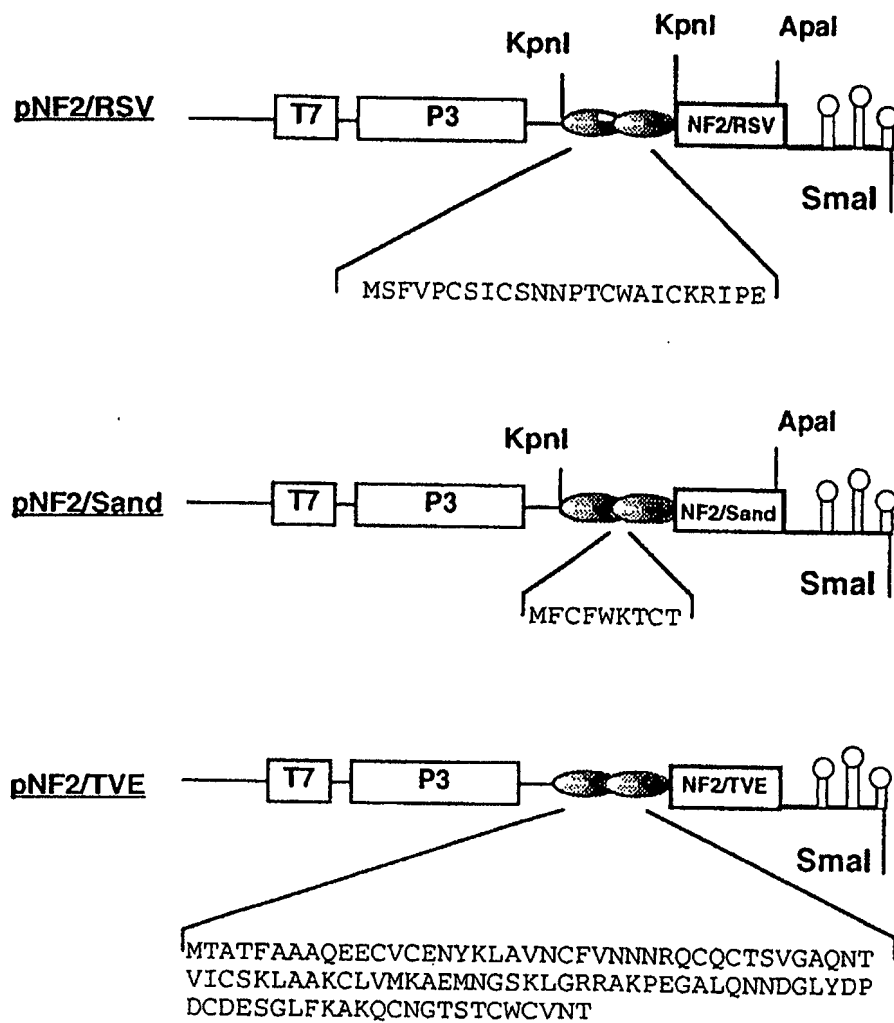 KpnI KpnI ApaI
pNF2/RSV T7 P3 NF2/RSV
SmaI
MSFVPCSICSNNPTCWAICKRIPE
KpnI ApaI
pNF2/Sand T7 P3 NF2/Sand
SmaI
MFCFWKTCT
pNF2/TVE T7 P3 NF2/TVE
SmaI
MTATFAAAQEECVCENYKLAVNCFVNNNRQCQCTSVGAQNT
VICSKLAAKCLVMKAEMNGSKLGRRAKPEGALQNNDGLYDP
DCDESGLFKAKQCNGTSTCWCVNT